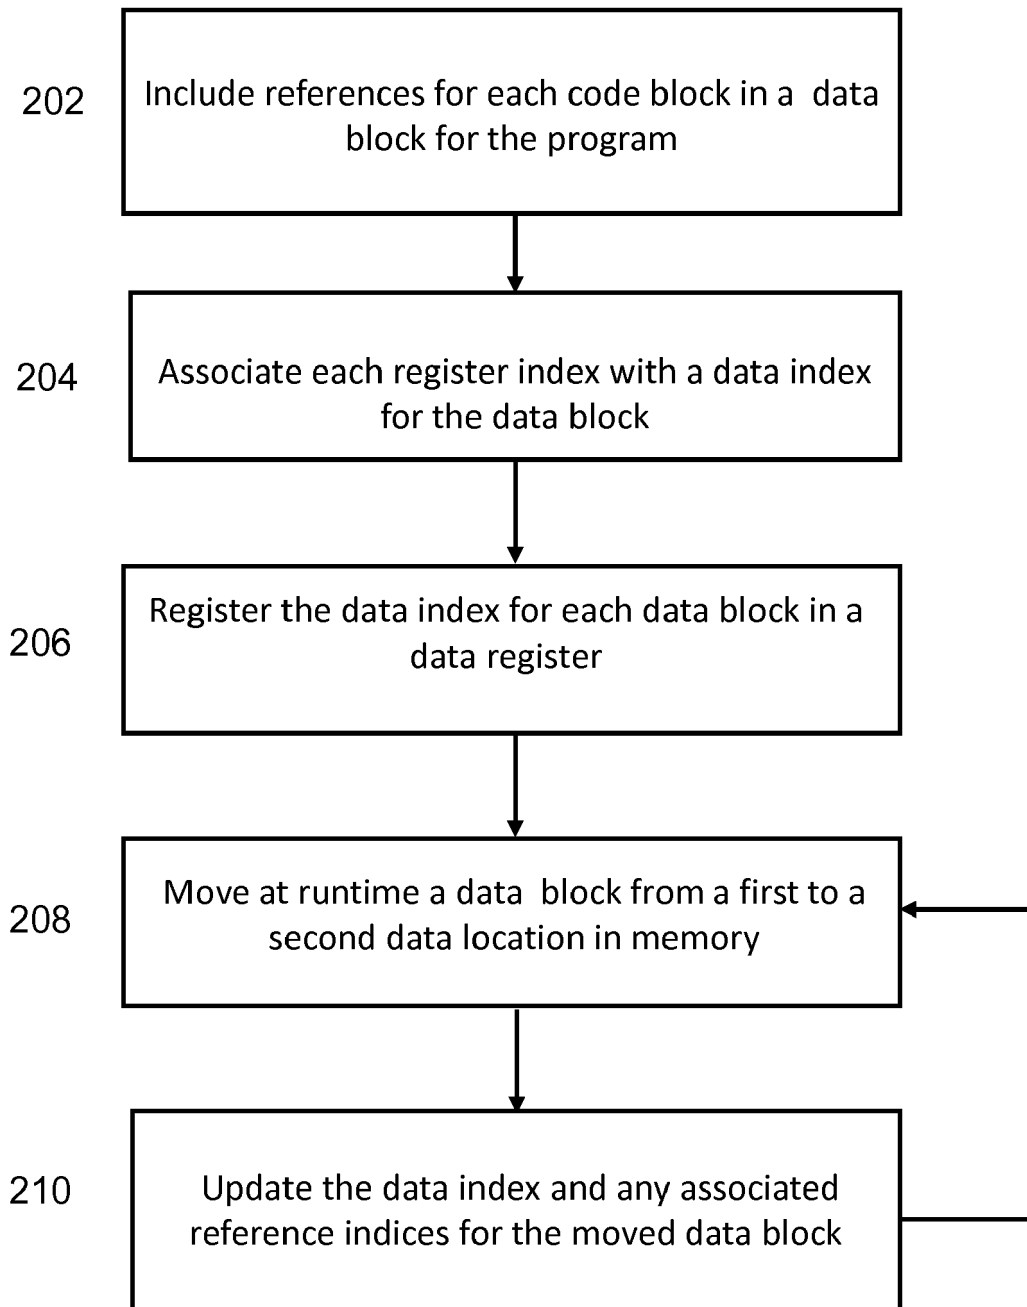 202
Include references for each code block in a data
block for the program
204
Associate each register index with a data index
for the data block
206
Register the data index for each data block in a
data register
208
Move at runtime a data block from a first to a
second data location in memory
210
Update the data index and any associated
reference indices for the moved data block